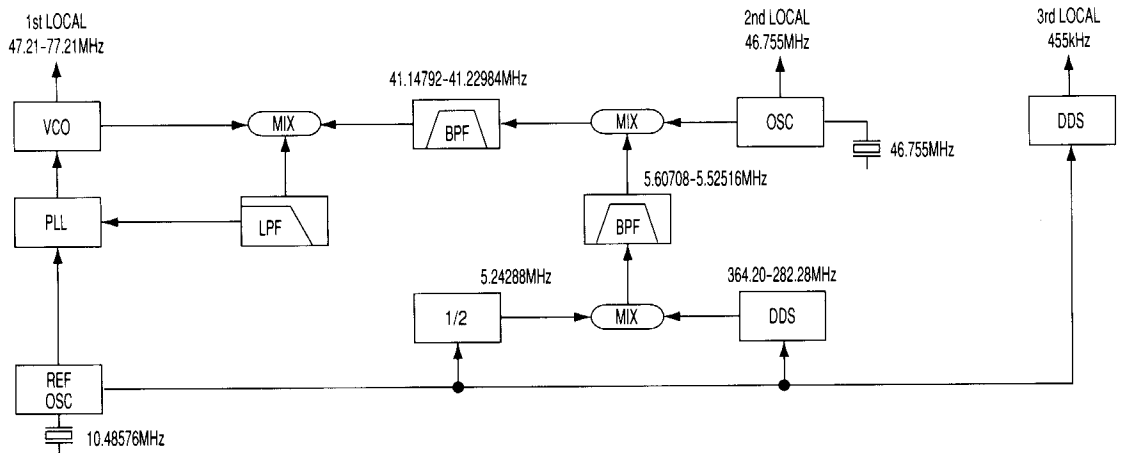 1st LOCAL
47.21-77.21MHz
2nd LOCAL
46.755MHz
3rd LOCAL
455kHz
41.14792-41.22984MHz
VCO
MIX
BPF
MIX
OSC
DDS
46.755MHz
5.60708-5.52516MHz
PLL
LPF
BPF
5.24288MHz
364.20-282.28MHz
1/2
MIX
DDS
REF
OSC
10.48576MHz